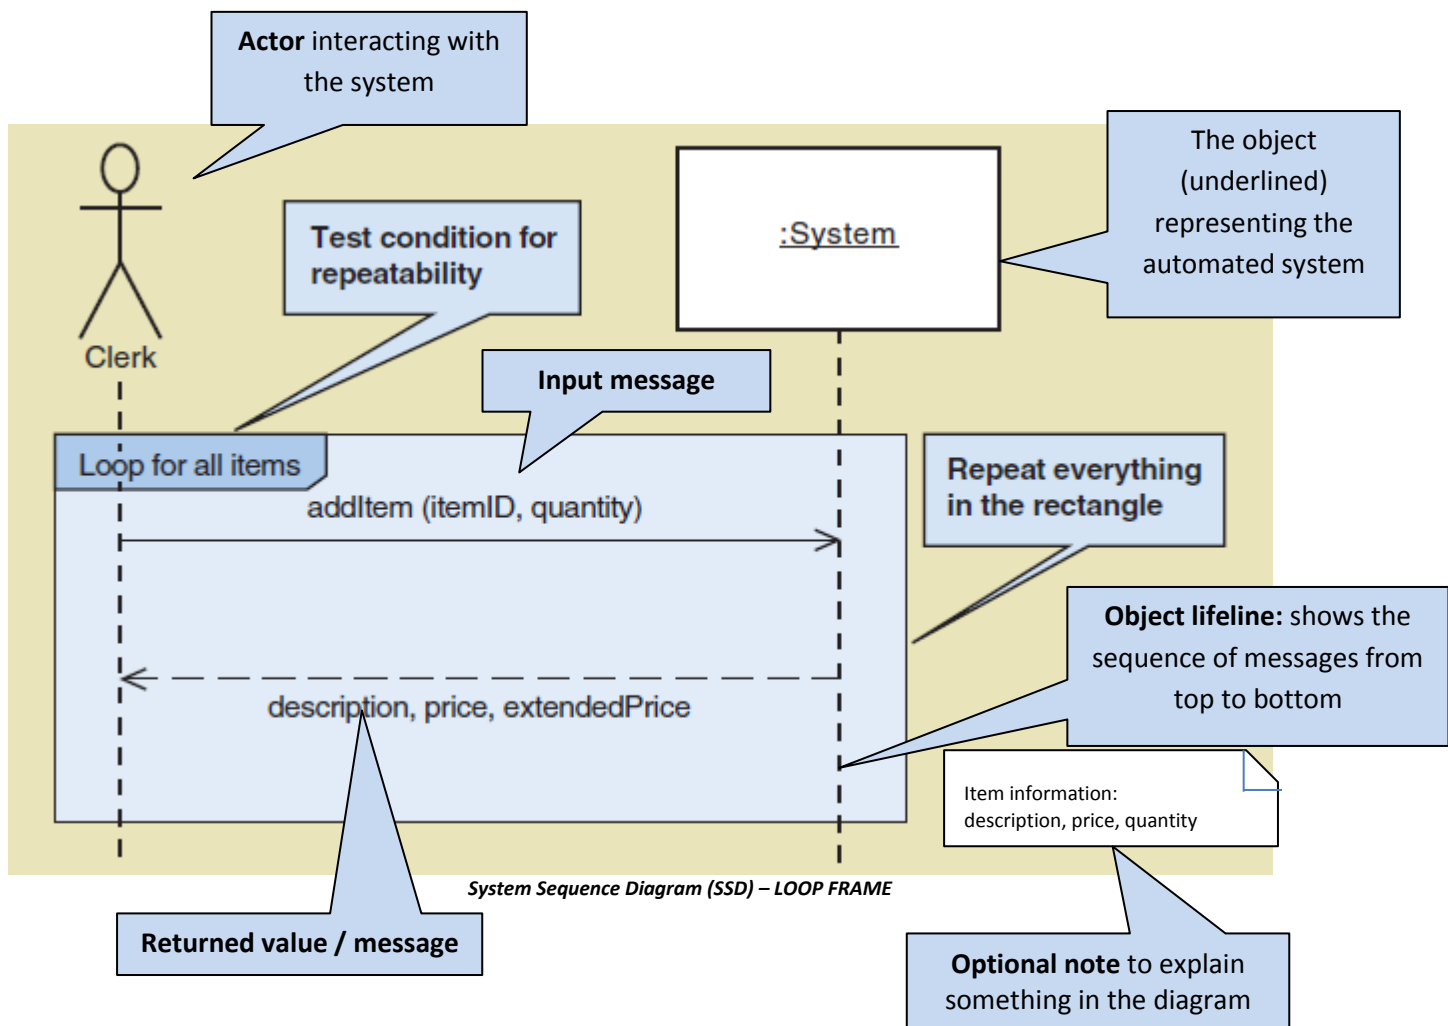 Actor interacting with
the system
The object
(underlined)
representing the
automated system
:System
Test condition for
repeatability
Clerk
Input message
Loop for all items
addItem (itemID, quantity)
Repeat everything
in the rectangle
Object lifeline: shows the
sequence of messages from
top to bottom
description, price, extendedPrice
Item information:
description, price, quantity
System Sequence Diagram (SSD) – LOOP FRAME
Returned value / message
Optional note to explain
something in the diagram